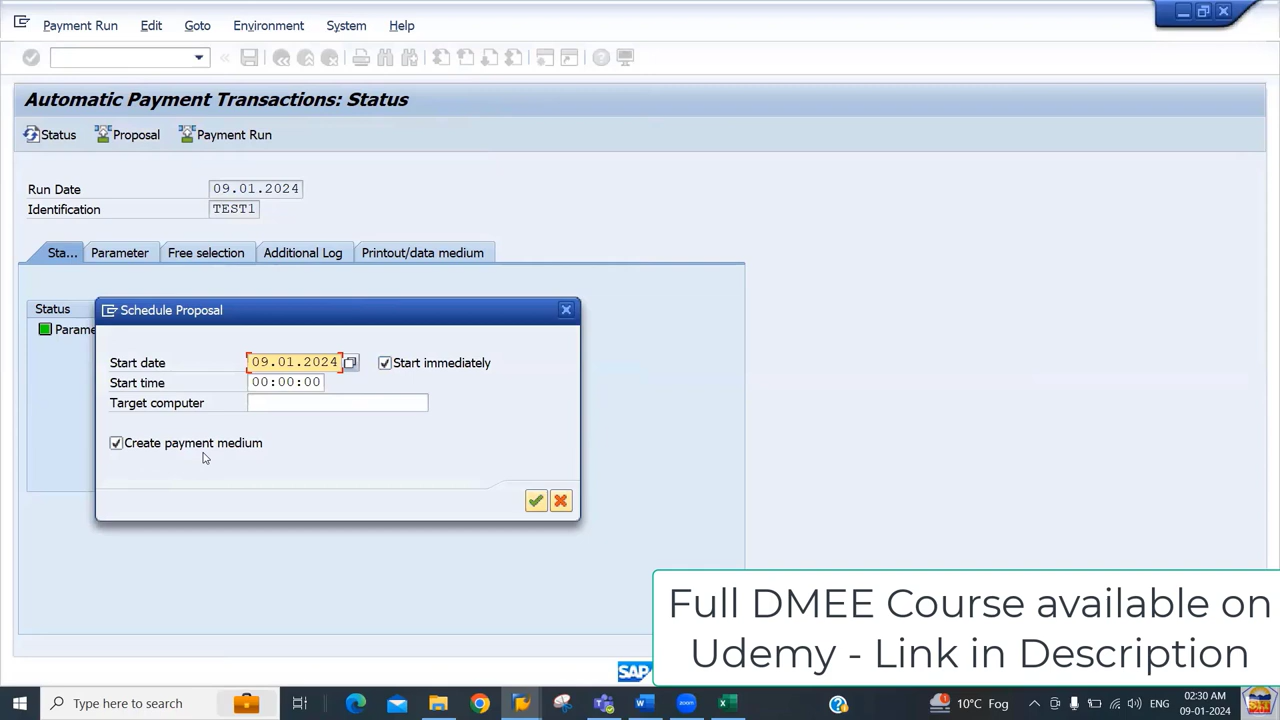 Payment Run Edit Goto Environment System Help
Automatic Payment Transactions: Status
Status Proposal Payment Run
Run Date 09.01.2024
Identification TEST1
Sta... Parameter Free selection Additional Log Printout/data medium
Status
Parame
Schedule Proposal
Start date 09.01.2024 Start immediately
Start time 00:00:00
Target computer
Create payment medium
Full DMEE Course available on
Udemy - Link in Description
SAP
Type here to search
10°C Fog
ENG
02:30 AM
09-01-2024